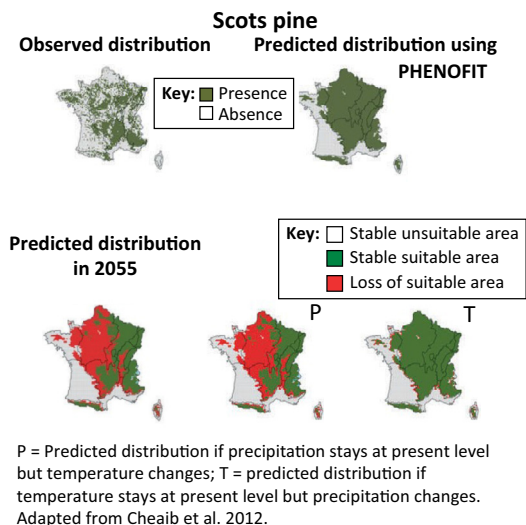 Scots pine
Observed distribution
Predicted distribution using
PHENOFIT
Key: Presence
Absence
Predicted distribution
in 2055
Key: Stable unsuitable area
Stable suitable area
Loss of suitable area
P
T
P = Predicted distribution if precipitation stays at present level
but temperature changes; T = predicted distribution if
temperature stays at present level but precipitation changes.
Adapted from Cheaib et al. 2012.